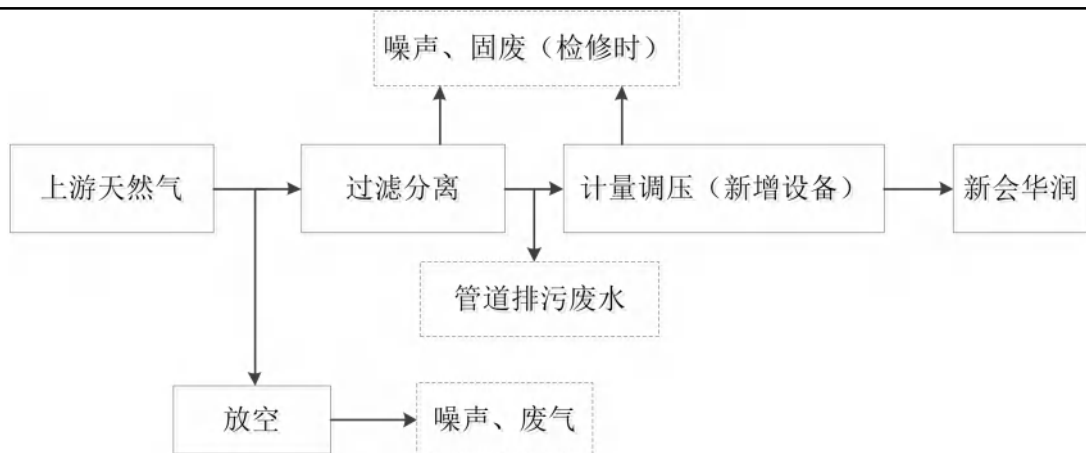 噪声、固废（检修时）
上游天然气
过滤分离
计量调压（新增设备）
新会华润
管道排污废水
放空
噪声、废气